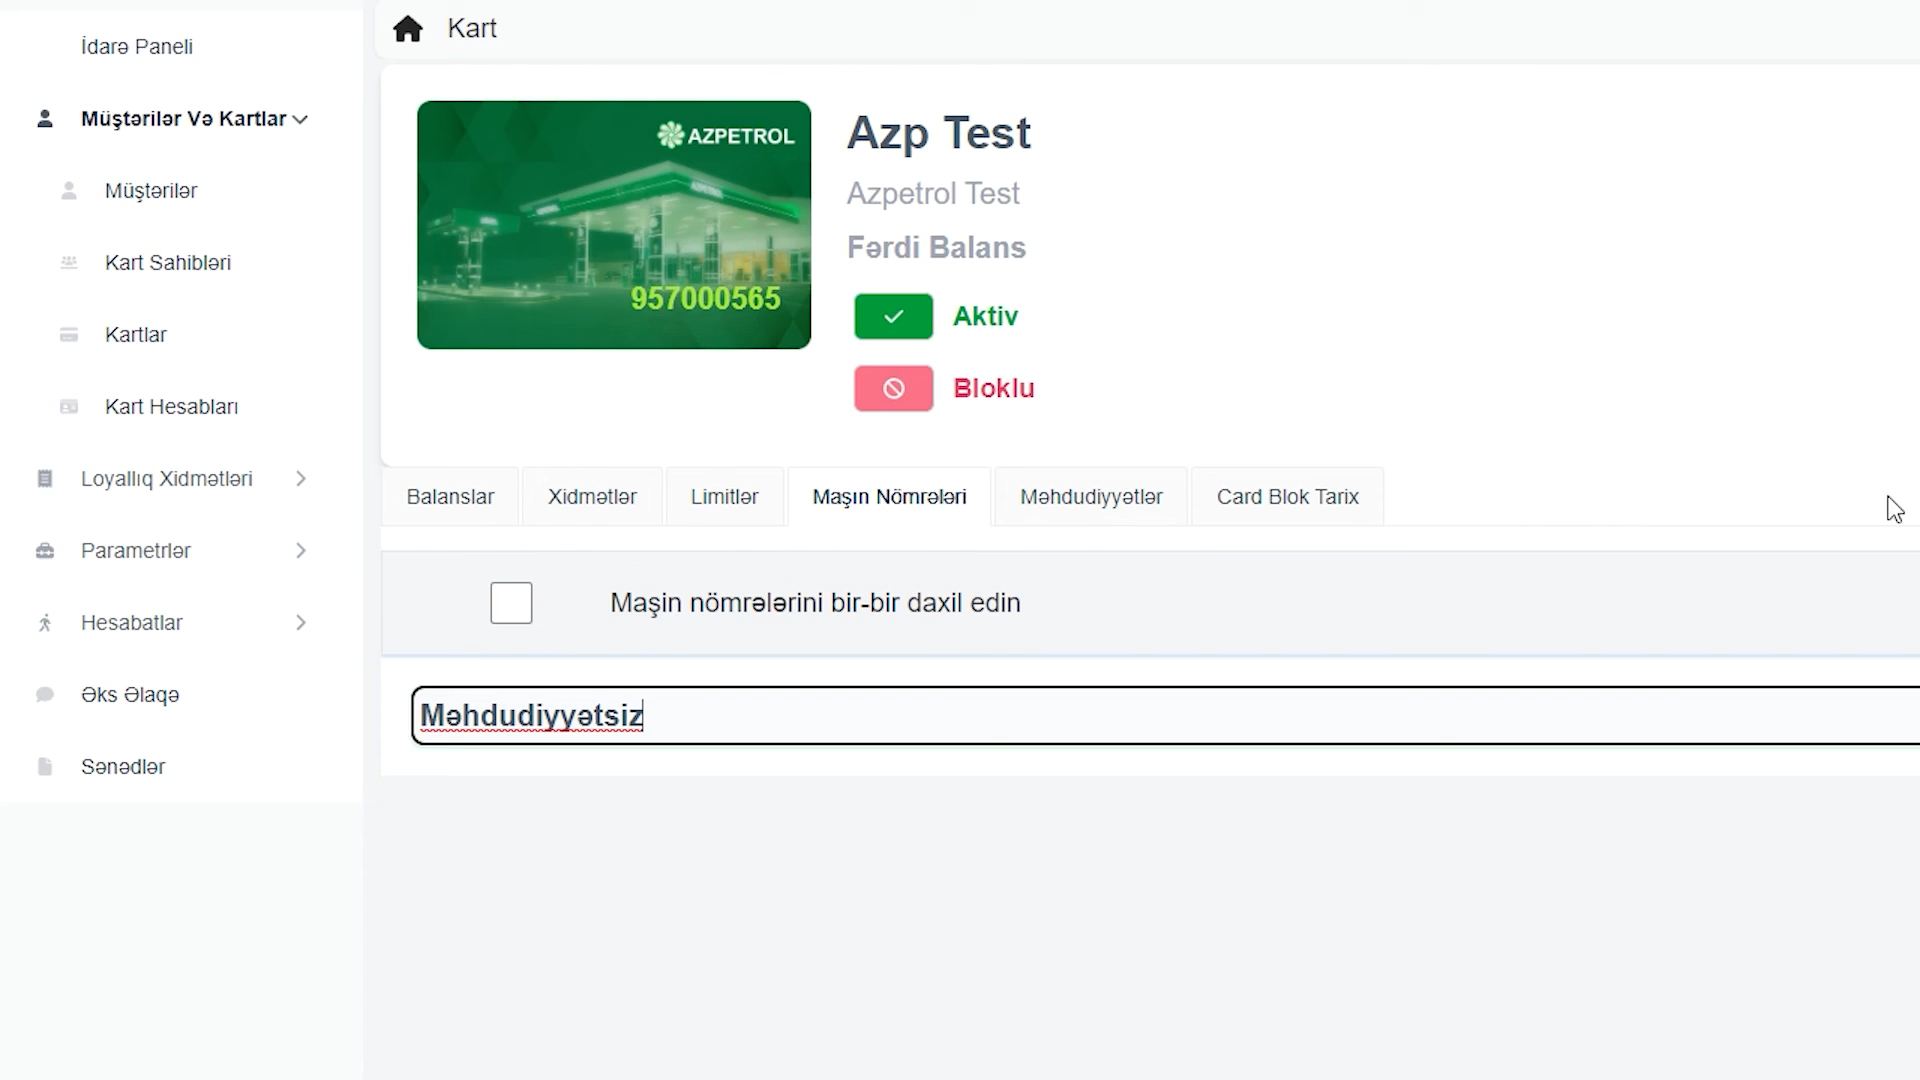 İdarə Paneli
Müştərilər Və Kartlar
Müştərilər
Kart Sahibləri
Kartlar
Kart Hesabları
Loyallıq Xidmətləri
Parametrlər
Hesabatlar
Əks Əlaqə
Sənədlər
Kart
AZPETROL
AZPETROL
957000565
Azp Test
Azpetrol Test
Fərdi Balans
Aktiv
Bloklu
Balanslar
Xidmətlər
Limitlər
Maşın Nömrələri
Məhdudiyyətlər
Card Blok Tarix
Maşin nömrələrini bir-bir daxil edin
Məhdudiyyətsiz